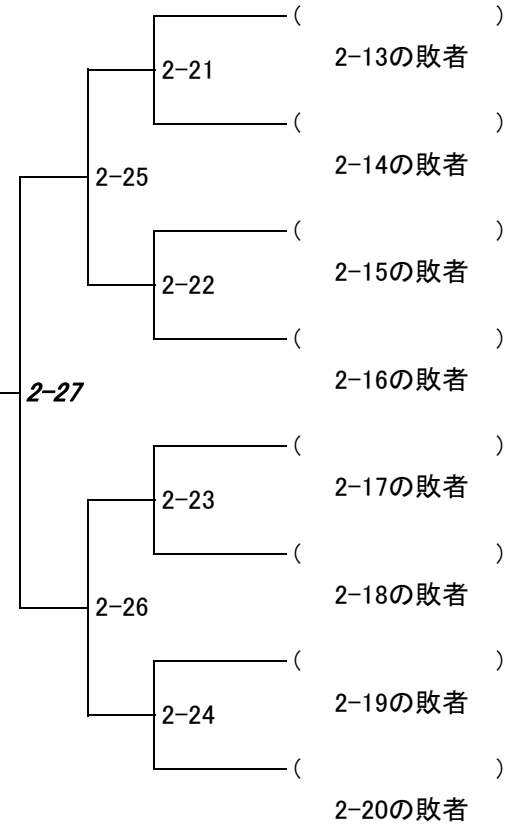 ( )
2-21 2-13の敗者
( )
2-25 2-14の敗者
( )
2-22 2-15の敗者
( )
2-27 2-16の敗者
( )
2-23 2-17の敗者
( )
2-26 2-18の敗者
( )
2-24 2-19の敗者
( )
2-20の敗者